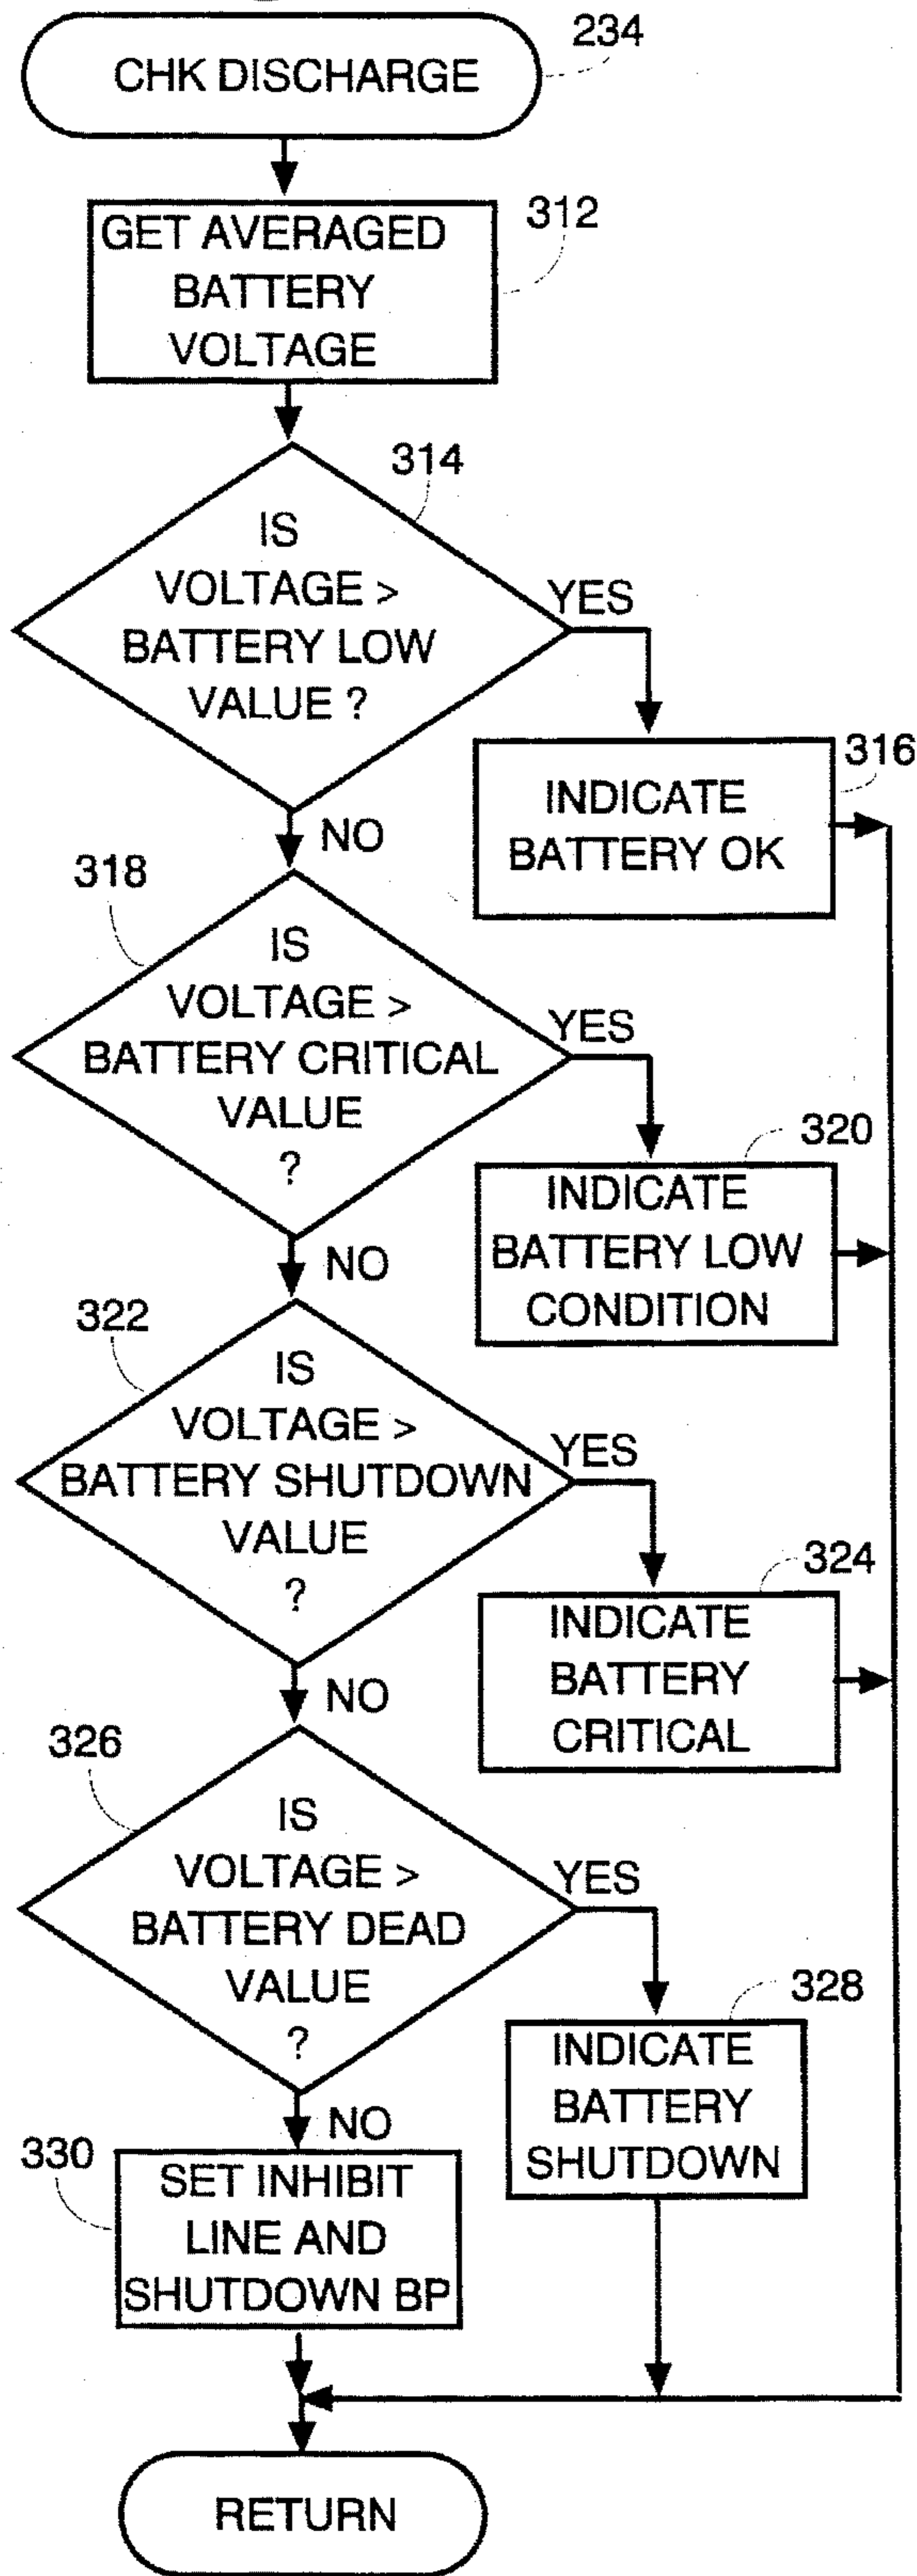 CHK DISCHARGE
234
GET AVERAGED
BATTERY
VOLTAGE
312
IS
VOLTAGE >
BATTERY LOW
VALUE ?
314
YES
INDICATE
BATTERY OK
316
NO
318
IS
VOLTAGE >
BATTERY CRITICAL
VALUE
?
YES
320
INDICATE
BATTERY LOW
CONDITION
NO
322
IS
VOLTAGE >
BATTERY SHUTDOWN
VALUE
?
YES
324
INDICATE
BATTERY
CRITICAL
NO
326
IS
VOLTAGE >
BATTERY DEAD
VALUE
?
YES
328
INDICATE
BATTERY
SHUTDOWN
NO
330
SET INHIBIT
LINE AND
SHUTDOWN BP
RETURN